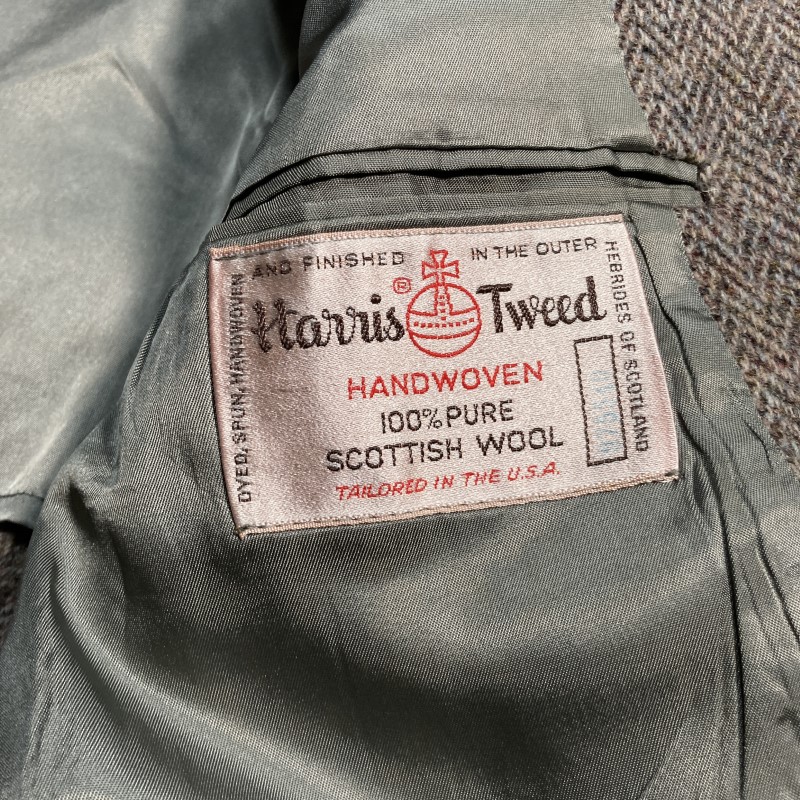 DYED, SPUN, HANDWOVEN
AND FINISHED IN THE OUTER
HEBRIDES OF SCOTLAND
Harris ® Tweed
HANDWOVEN
100% PURE
SCOTTISH WOOL
TAILORED IN THE U.S.A.